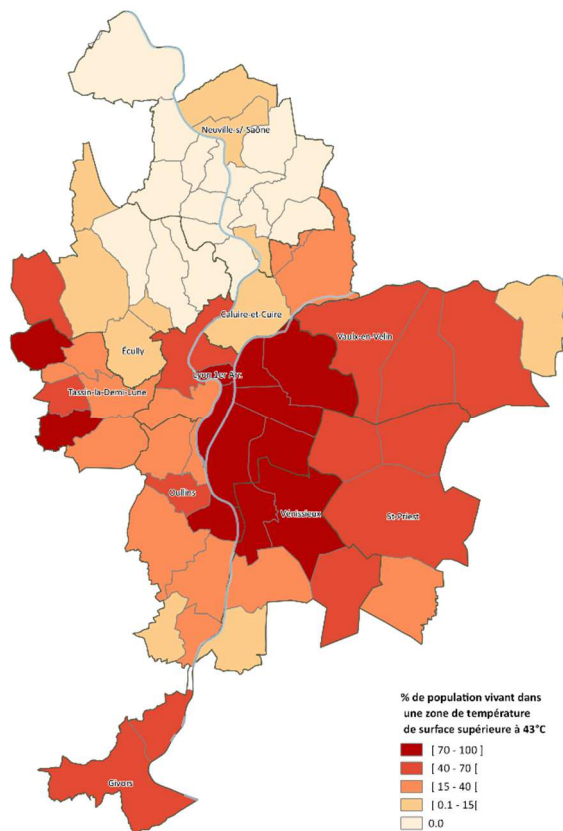 Neuville-s/-Saône
Caluire-et-Cuire
Vaulx-en-Velin
Écully
Lyon 1er Arr.
Tassin-la-Demi-Lune
Oullins
Vénissieux
St-Priest
Givors
% de population vivant dans
une zone de température
de surface supérieure à 43°C
[ 70 - 100 ]
[ 40 - 70 [
[ 15 - 40 [
[ 0.1 - 15[
0.0